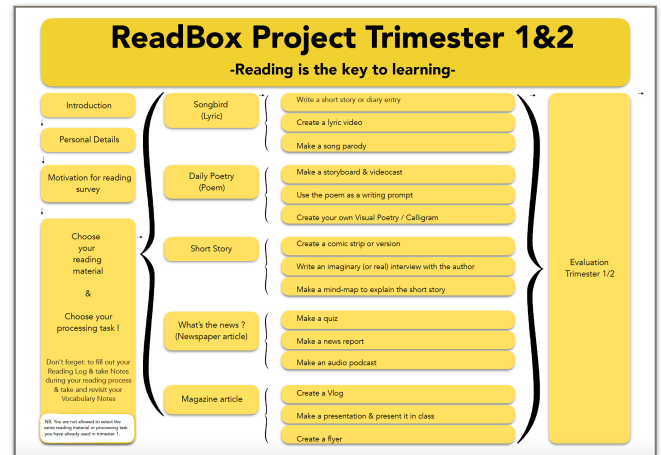 ReadBox Project Trimester 1&2
-Reading is the key to learning-
Introduction
Personal Details
Motivation for reading
survey
Choose
your
reading
material
&
Choose your
processing task !
Don't forget: to fill out your
Reading Log & take Notes
during your reading process
& take and revisit your
Vocabulary Notes
NB. You are not allowed to select the
same reading material or processing task
you have already used in trimester 1.
Songbird
(Lyric)
Write a short story or diary entry
Create a lyric video
Make a song parody
Daily Poetry
(Poem)
Make a storyboard & videocast
Use the poem as a writing prompt
Create your own Visual Poetry / Calligram
Short Story
Create a comic strip or version
Write an imaginary (or real) interview with the author
Make a mind-map to explain the short story
What's the news ?
(Newspaper article)
Make a quiz
Make a news report
Make an audio podcast
Magazine article
Create a Vlog
Make a presentation & present it in class
Create a flyer
Evaluation
Trimester 1/2